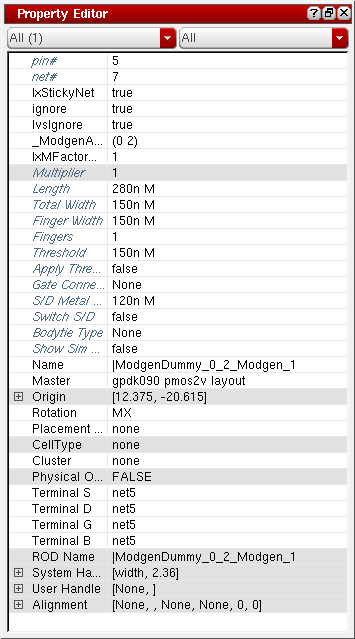 Property Editor
All (1) All
pin# 5
net# 7
lxStickyNet true
ignore true
lvsIgnore true
_ModgenA... (0 2)
lxMFactor... 1
Multiplier 1
Length 280n M
Total Width 150n M
Finger Width 150n M
Fingers 1
Threshold 150n M
Apply Thre... false
Gate Conne... None
S/D Metal ... 120n M
Switch S/D false
Bodytie Type None
Show Sim ... false
Name |ModgenDummy_0_2_Modgen_1
Master gpdk090 pmos2v layout
Origin [12.375, -20.615]
Rotation MX
Placement ... none
CellType none
Cluster none
Physical O... FALSE
Terminal S net5
Terminal D net5
Terminal G net5
Terminal B net5
ROD Name |ModgenDummy_0_2_Modgen_1
System Ha... [width, 2.36]
User Handle [None, ]
Alignment [None, , None, None, 0, 0]